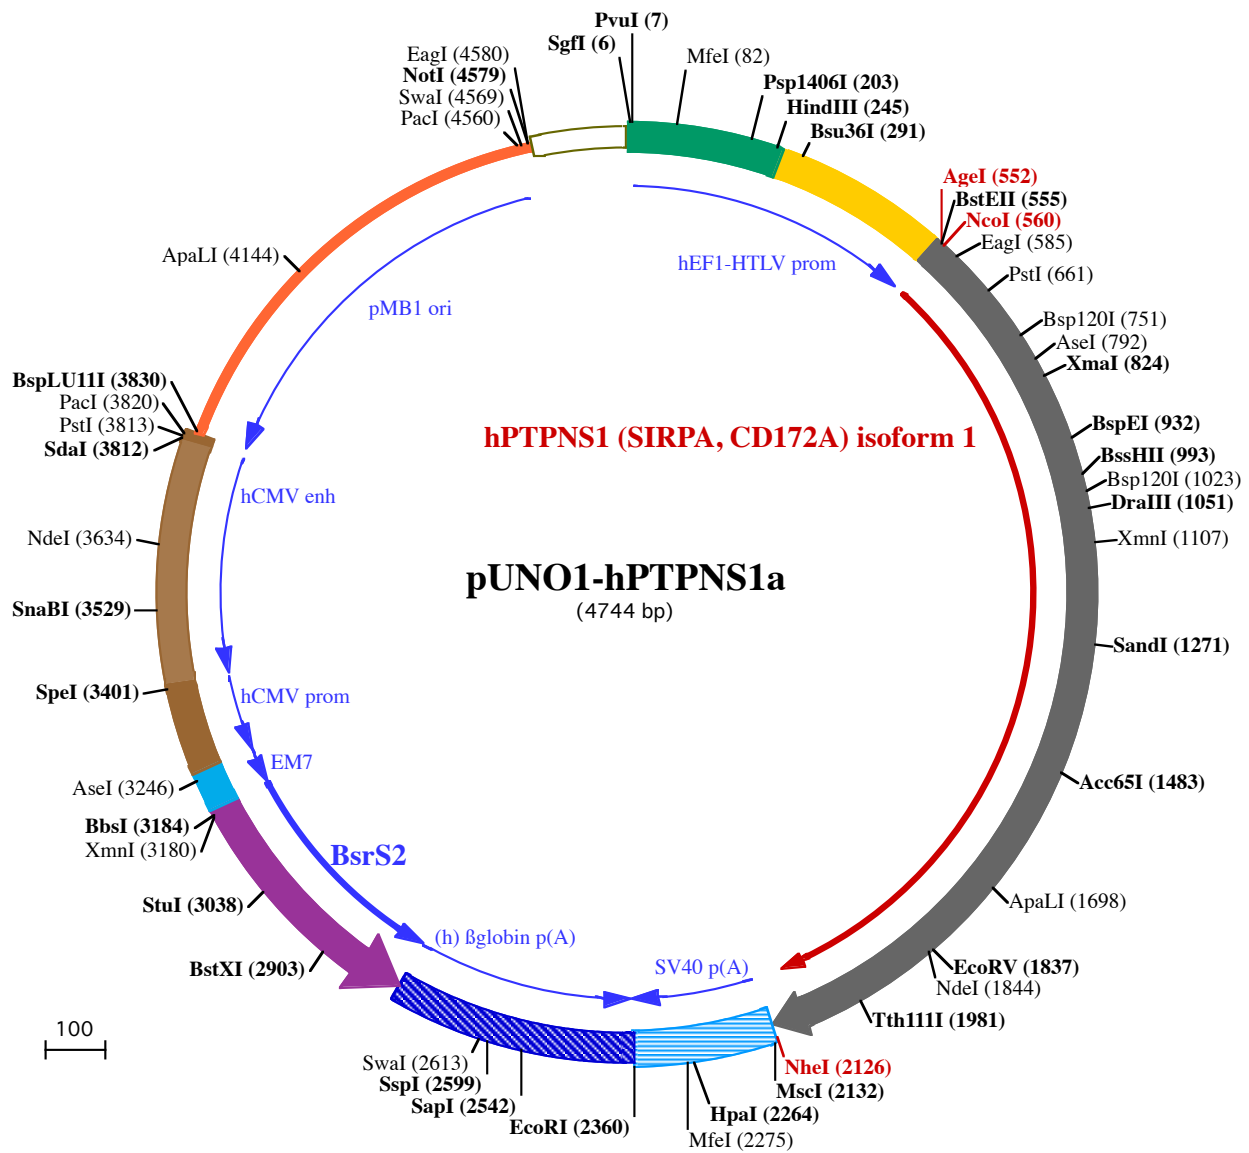 PvuI (7)
SgfI (6)
MfeI (82)
Psp1406I (203)
HindIII (245)
Bsu36I (291)
AgeI (552)
BstEII (555)
NcoI (560)
EagI (585)
PstI (661)
Bsp120I (751)
AseI (792)
XmaI (824)
BspEI (932)
BssHII (993)
Bsp120I (1023)
DraIII (1051)
XmnI (1107)
SandI (1271)
Acc65I (1483)
ApaLI (1698)
EcoRV (1837)
NdeI (1844)
Tth111I (1981)
NheI (2126)
MscI (2132)
HpaI (2264)
MfeI (2275)
EcoRI (2360)
SapI (2542)
SspI (2599)
SwaI (2613)
BstXI (2903)
StuI (3038)
XmnI (3180)
BbsI (3184)
AseI (3246)
SpeI (3401)
SnaBI (3529)
NdeI (3634)
SdaI (3812)
PstI (3813)
PacI (3820)
BspLU11I (3830)
ApaLI (4144)
PacI (4560)
SwaI (4569)
NotI (4579)
EagI (4580)
hEF1-HTLV prom
pMB1 ori
hPTPNS1 (SIRPA, CD172A) isoform 1
hCMV enh
pUNO1-hPTPNS1a
(4744 bp)
hCMV prom
EM7
BsrS2
(h) ßglobin p(A)
SV40 p(A)
100